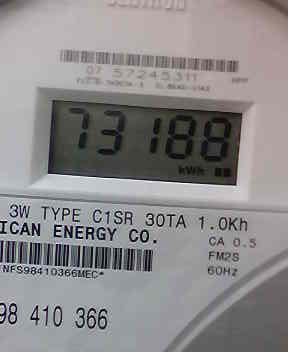 07 57245311
73188
kWh
3W TYPE C1SR 30TA 1.0Kh
ICAN ENERGY CO.
CA 0.5
FM2S
60Hz
NFS98410366MEC*
98 410 366